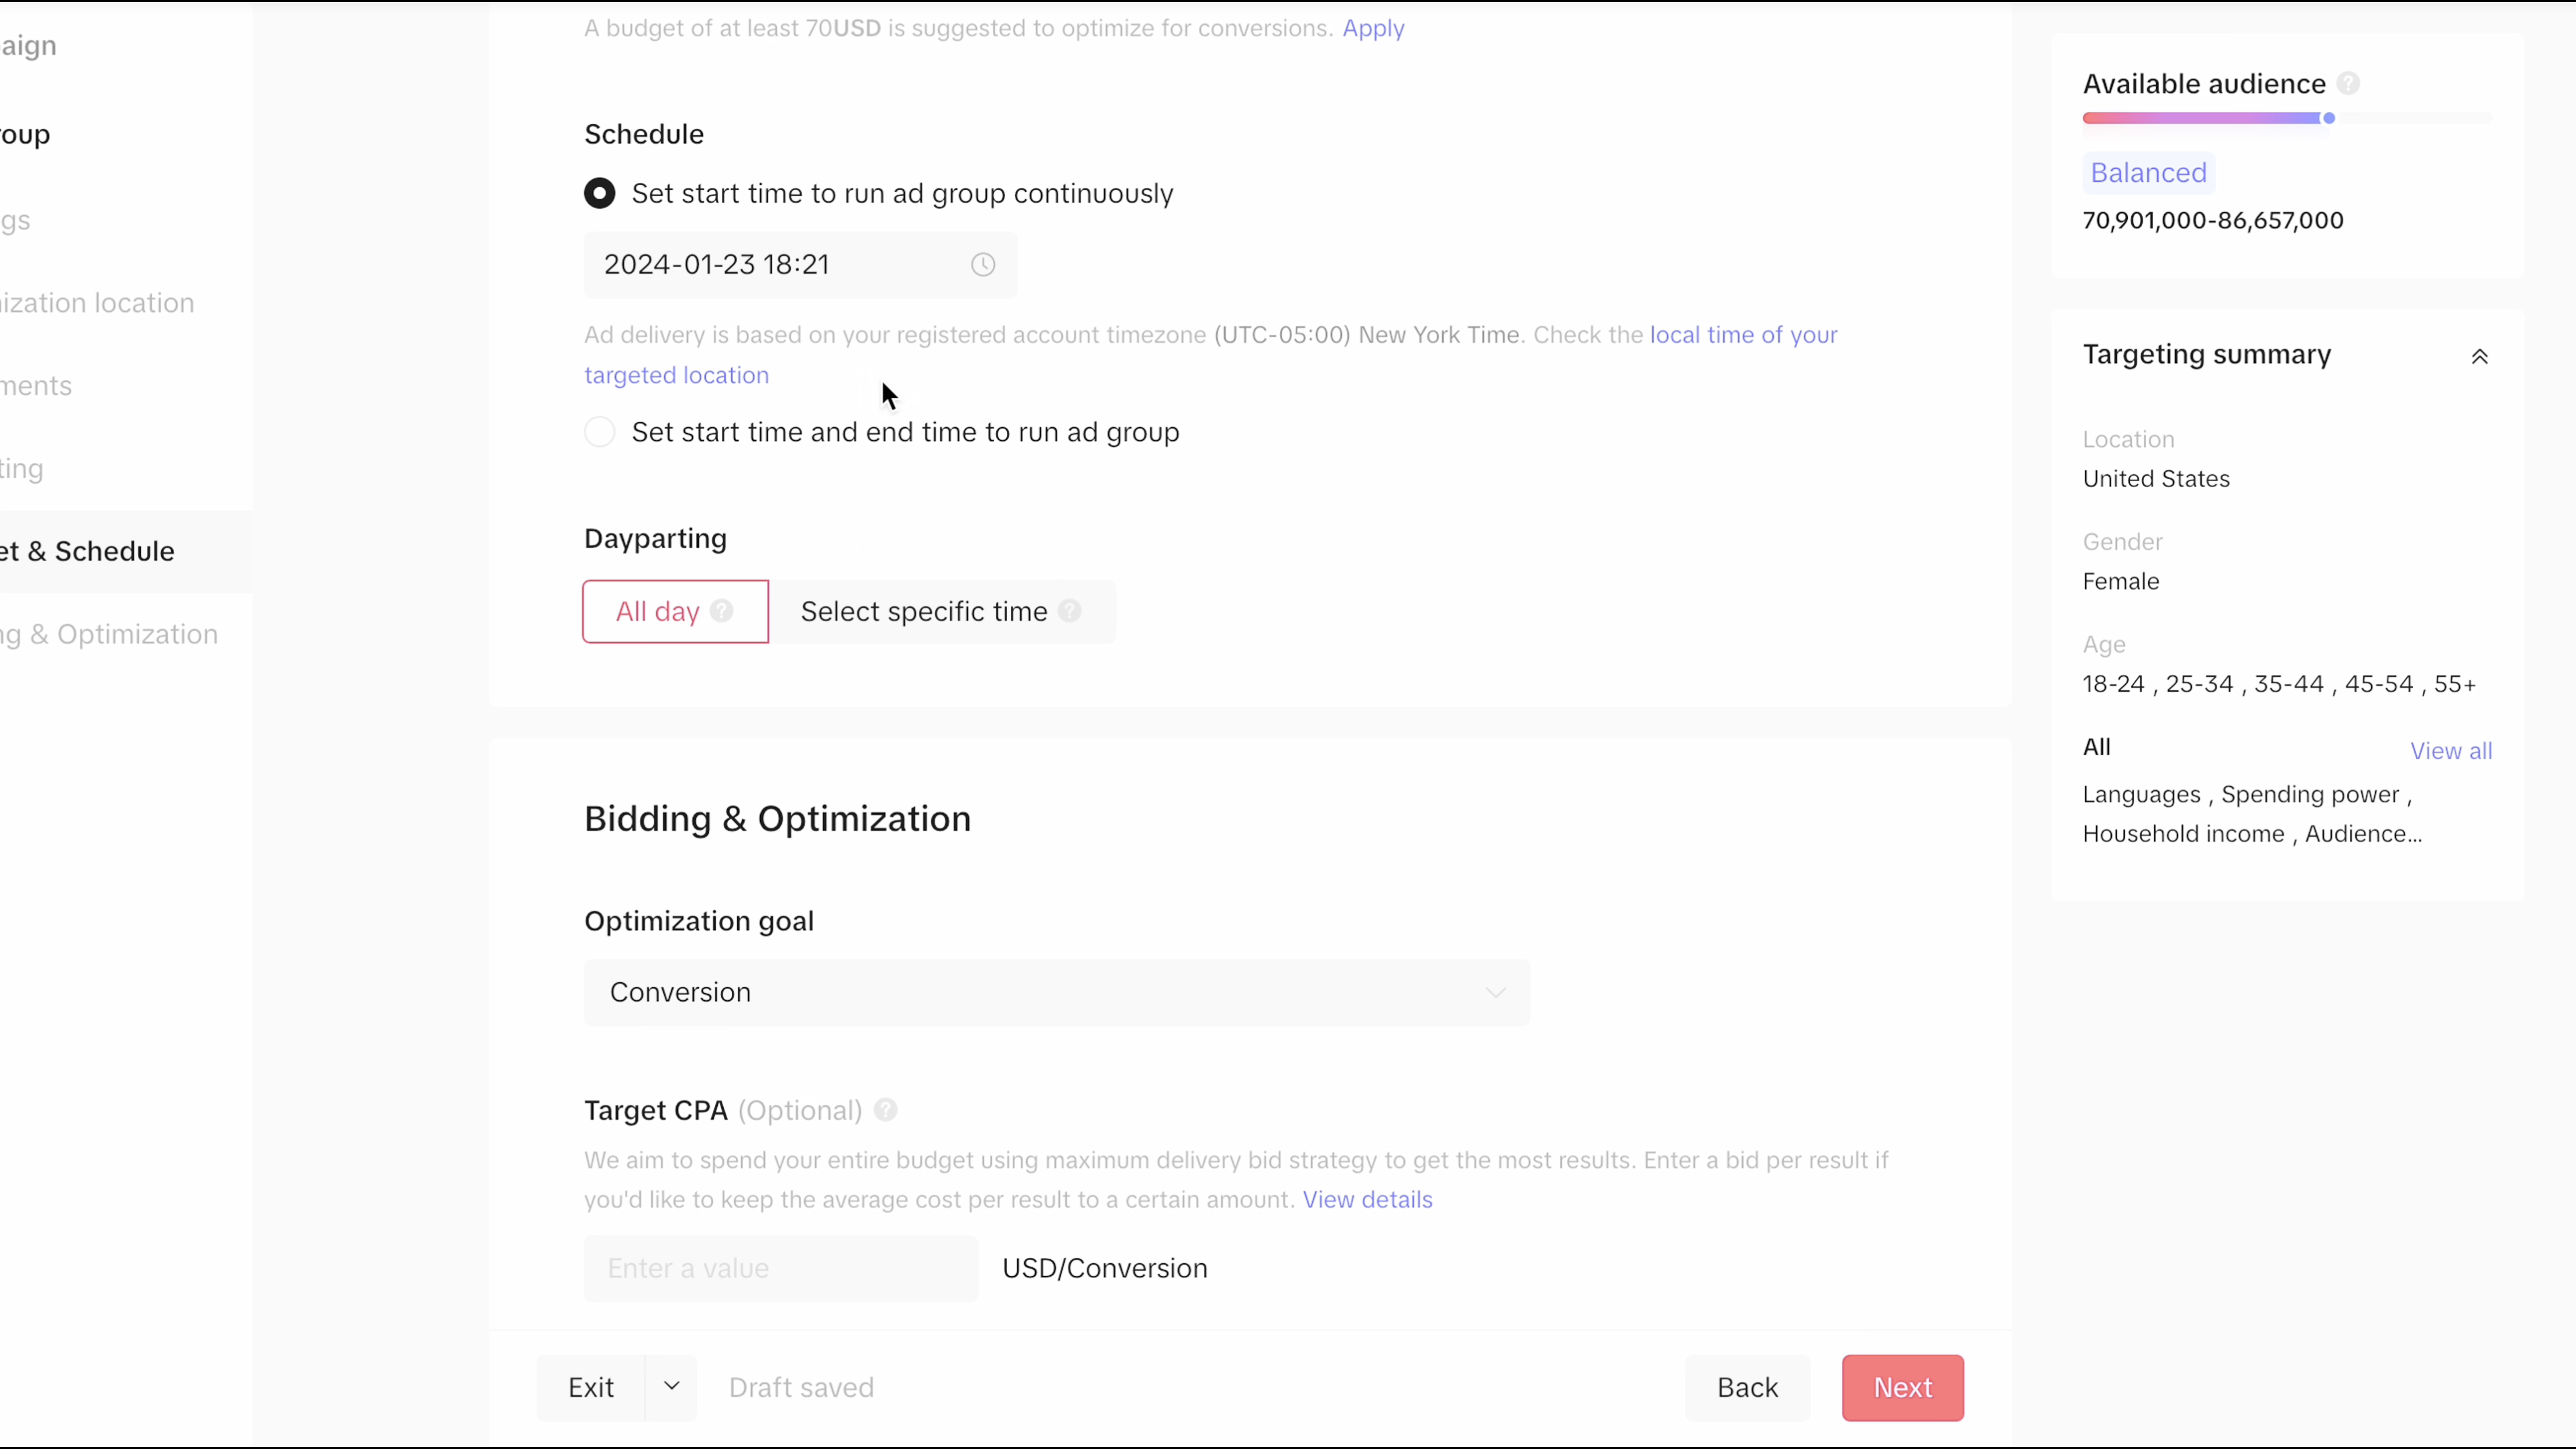 aign
oup
gs
ization location
ments
ting
et & Schedule
ng & Optimization
A budget of at least 70USD is suggested to optimize for conversions. Apply
Schedule
Set start time to run ad group continuously
2024-01-23 18:21
Ad delivery is based on your registered account timezone (UTC-05:00) New York Time. Check the local time of your
targeted location
Set start time and end time to run ad group
Dayparting
All day ? Select specific time ?
Bidding & Optimization
Optimization goal
Conversion
Target CPA (Optional) ?
We aim to spend your entire budget using maximum delivery bid strategy to get the most results. Enter a bid per result if
you'd like to keep the average cost per result to a certain amount. View details
Enter a value USD/Conversion
Exit Draft saved Back Next
Available audience ?
Balanced
70,901,000-86,657,000
Targeting summary
Location
United States
Gender
Female
Age
18-24 , 25-34 , 35-44 , 45-54 , 55+
All View all
Languages , Spending power ,
Household income , Audience...